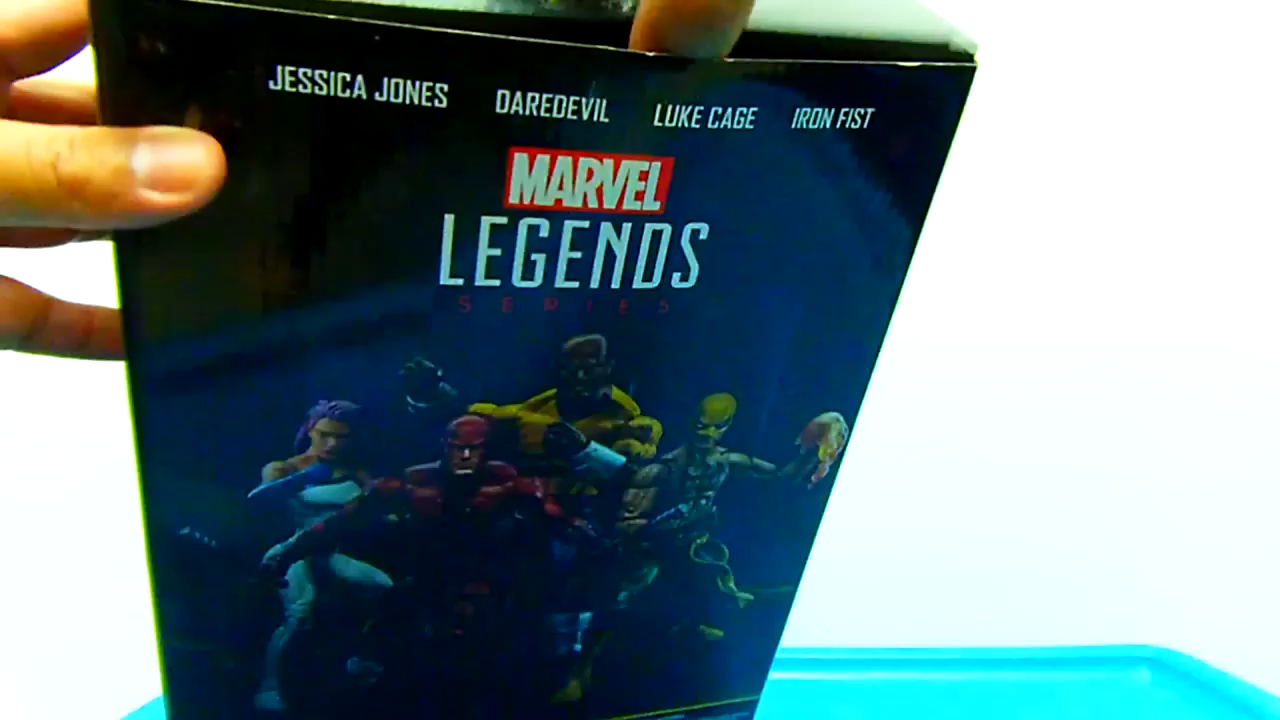 JESSICA JONES DAREDEVIL LUKE CAGE IRON FIST
MARVEL
LEGENDS
SERIES